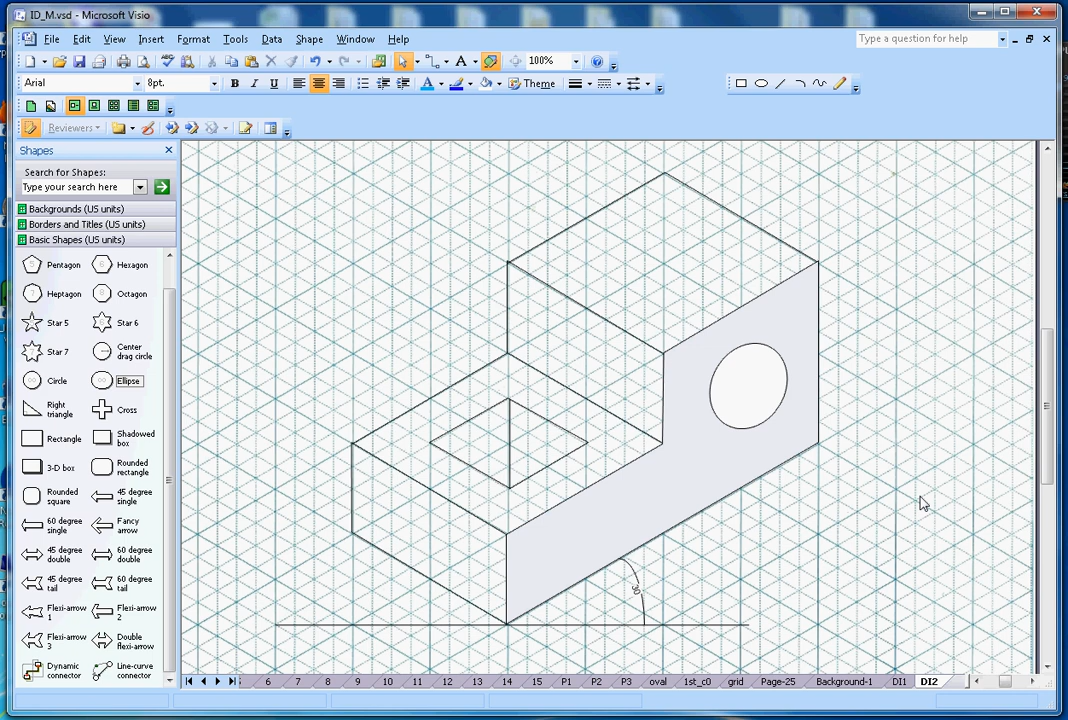 ID_M.vsd - Microsoft Visio
File Edit View Insert Format Tools Data Shape Window Help
Type a question for help
100%
Arial 8pt. B I U A Theme
Reviewers
Shapes
Search for Shapes:
Type your search here
Backgrounds (US units)
Borders and Titles (US units)
Basic Shapes (US units)
Pentagon Hexagon
Heptagon Octagon
Star 5 Star 6
Star 7 Center drag circle
Circle Ellipse
Right triangle Cross
Rectangle Shadowed box
3-D box Rounded rectangle
Rounded square 45 degree single
60 degree single Fancy arrow
45 degree double 60 degree double
45 degree tail 60 degree tail
Flexi-arrow 1 Flexi-arrow 2
Flexi-arrow 3 Double flexi-arrow
Dynamic connector Line-curve connector
30
6 7 8 9 10 11 12 13 14 15 P1 P2 P3 oval 1st_c0 grid Page-25 Background-1 DI1 DI2